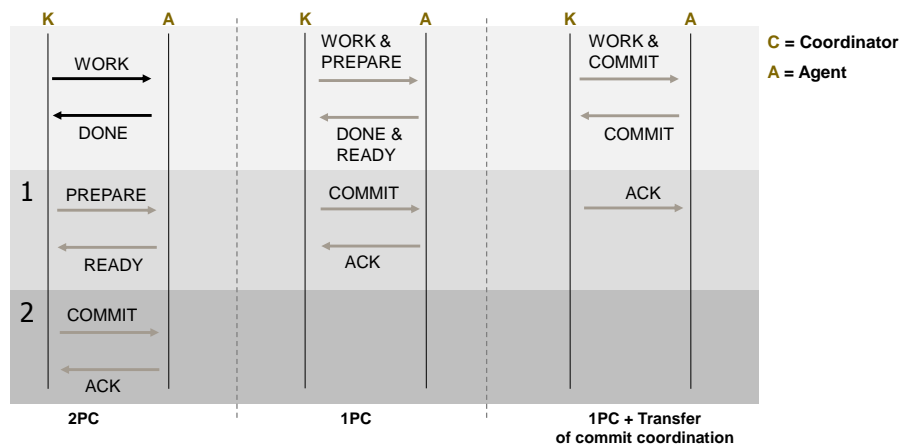 K A K A K A
C = Coordinator
A = Agent
WORK
DONE
WORK &
PREPARE
DONE &
READY
WORK &
COMMIT
COMMIT
1
PREPARE
READY
COMMIT
ACK
ACK
2
COMMIT
ACK
2PC
1PC
1PC + Transfer
of commit coordination